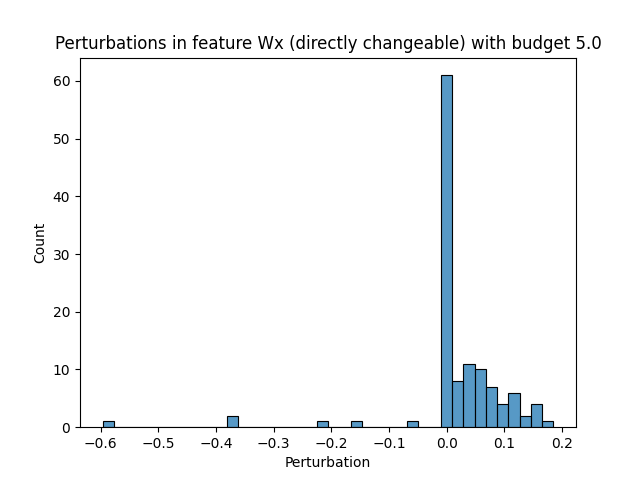 Perturbations in feature Wx (directly changeable) with budget 5.0
60
50
40
30
20
10
0
Count
−0.6 −0.5 −0.4 −0.3 −0.2 −0.1 0.0 0.1 0.2
Perturbation